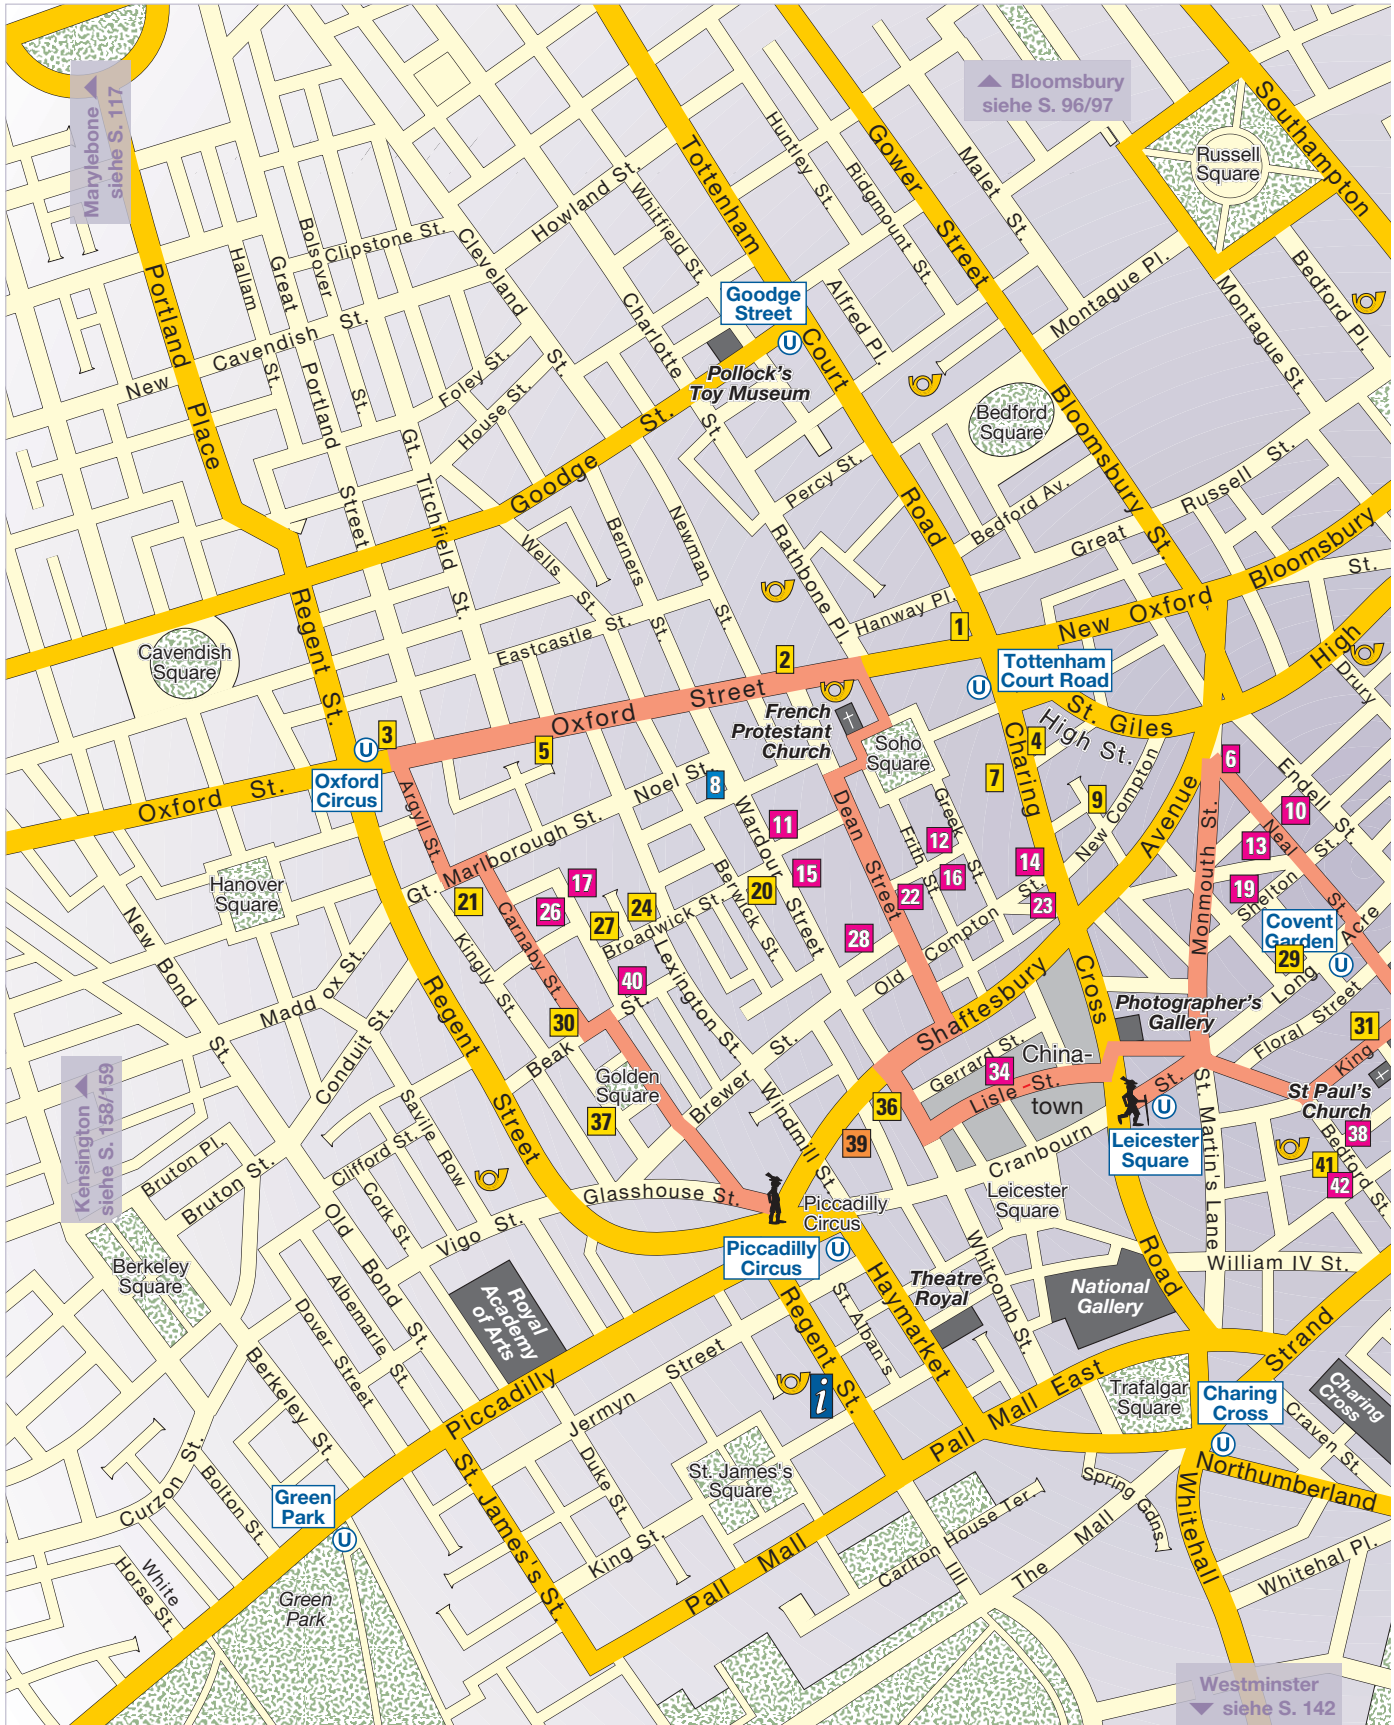 Marylebone
siehe S. 117
Bloomsbury
siehe S. 96/97
Southampton
Russell
Square
Tottenham
Court
Road
Gower
Street
Huntley St.
Ridgmount St.
Malet St.
Howland St.
Whitfield St.
Cleveland
St.
Clipstone St.
Bolsover
St.
Great
Portland
Street
Hallam
St.
Portland
Place
New Cavendish St.
Foley St.
House St.
Gt. Titchfield St.
Charlotte
St.
Goodge
Street
U
Alfred Pl.
Pollock's
Toy Museum
Goodge St.
Montague Pl.
Montague St.
Bedford Pl.
Bedford
Square
Bloomsbury St.
Percy St.
Bedford Av.
Great Russell St.
Bloomsbury
St.
Wells St.
Berners St.
Newman St.
Rathbone Pl.
Hanway Pl.
New Oxford
High
Drury
Regent St.
Cavendish
Square
Eastcastle St.
1
2
3
Tottenham
Court Road
U
St. Giles
High St.
Oxford Street
French
Protestant
Church
Soho
Square
Charing
Cross
Road
4
5
6
7
8
9
U
Oxford
Circus
Oxford St.
Noel St.
Argyll St.
Gt. Marlborough St.
Wardour
Street
Dean Street
Greek St.
Frith St.
New Compton
Avenue
Monmouth St.
Endell St.
Neal St.
Shelton St.
10
11
12
13
14
15
16
17
19
20
21
22
23
24
26
27
28
Hanover
Square
Carnaby St.
Broadwick St.
Berwick St.
Lexington St.
Old Compton St.
Covent
Garden
29
U
Long Acre
Kingly St.
New Bond St.
Maddox St.
Conduit St.
Regent
Street
40
30
Beak St.
Golden
Square
37
Brewer St.
Windmill St.
Shaftesbury
Photographer's
Gallery
Floral Street
31
King St.
St Paul's
Church
Gerrard St.
China-
town
34
Lisle St.
36
39
St. Martin's Lane
U
Leicester
Square
Cranbourn
Leicester
Square
38
Bedford St.
41
42
Kensington
siehe S. 158/159
Savile Row
Clifford St.
Cork St.
Bruton Pl.
Bruton St.
Old Bond St.
Vigo St.
Glasshouse St.
Piccadilly
Circus
Piccadilly
Circus
U
Berkeley
Square
Albemarle St.
Dover Street
Royal
Academy
of Arts
Theatre
Royal
Whitcomb St.
National
Gallery
William IV St.
Haymarket
St. Alban's
Regent St.
i
Strand
Berkeley St.
Piccadilly
Jermyn Street
Pall Mall East
Trafalgar
Square
Charing
Cross
U
Charing
Cross
Craven St.
Northumberland
Curzon St.
Bolton St.
Green
Park
U
St. James's St.
Duke St.
St. James's
Square
King St.
Pall Mall
Carlton House Ter.
Spring Gdns.
The Mall
Whitehall
Whitehal Pl.
White
Horse St.
Green
Park
Westminster
siehe S. 142